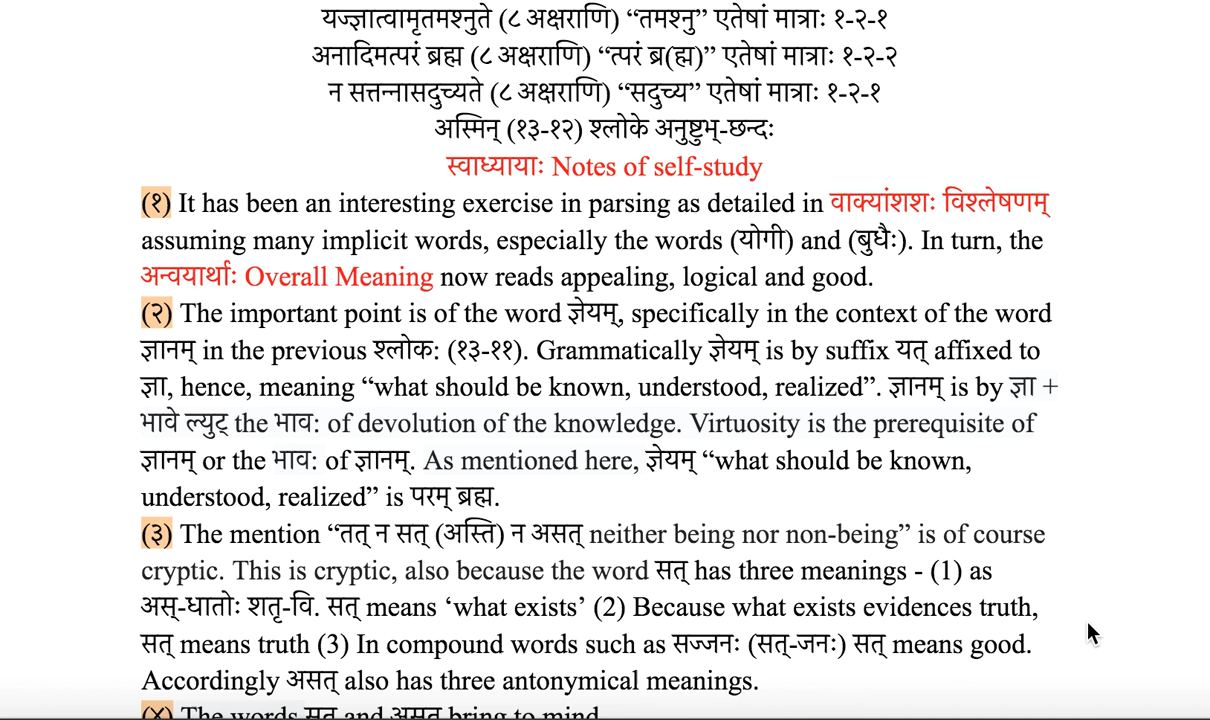 यज्ज्ञात्वामृतमश्नुते (८ अक्षराणि) “तमश्नु” एतेषां मात्राः १-२-१
अनादिमत्परं ब्रह्म (८ अक्षराणि) “त्परं ब्र(ह्म)” एतेषां मात्राः १-२-२
न सत्तन्नासदुच्यते (८ अक्षराणि) “सदुच्य” एतेषां मात्राः १-२-१
अस्मिन् (१३-१२) श्लोके अनुष्टुभ्-छन्दः
स्वाध्यायाः Notes of self-study
(१) It has been an interesting exercise in parsing as detailed in वाक्यांशशः विश्लेषणम्
assuming many implicit words, especially the words (योगी) and (बुधैः). In turn, the
अन्वयार्थाः Overall Meaning now reads appealing, logical and good.
(२) The important point is of the word ज्ञेयम्, specifically in the context of the word
ज्ञानम् in the previous श्लोक: (१३-११). Grammatically ज्ञेयम् is by suffix यत् affixed to
ज्ञा, hence, meaning “what should be known, understood, realized”. ज्ञानम् is by ज्ञा +
भावे ल्युट् the भाव: of devolution of the knowledge. Virtuosity is the prerequisite of
ज्ञानम् or the भाव: of ज्ञानम्. As mentioned here, ज्ञेयम् “what should be known,
understood, realized” is परम् ब्रह्म.
(३) The mention “तत् न सत् (अस्ति) न असत् neither being nor non-being” is of course
cryptic. This is cryptic, also because the word सत् has three meanings - (1) as
अस्-धातोः शतृ-वि. सत् means ‘what exists’ (2) Because what exists evidences truth,
सत् means truth (3) In compound words such as सज्जनः (सत्-जनः) सत् means good.
Accordingly असत् also has three antonymical meanings.
(४) The words सत् and असत् bring to mind